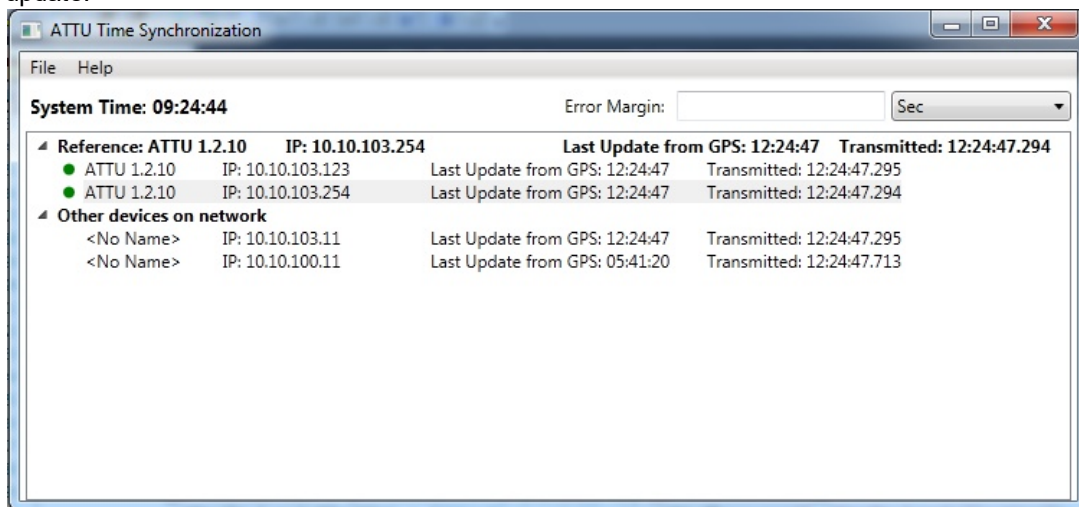 update.
ATTU Time Synchronization
File Help
System Time: 09:24:44 Error Margin: Sec
Reference: ATTU 1.2.10 IP: 10.10.103.254 Last Update from GPS: 12:24:47 Transmitted: 12:24:47.294
ATTU 1.2.10 IP: 10.10.103.123 Last Update from GPS: 12:24:47 Transmitted: 12:24:47.295
ATTU 1.2.10 IP: 10.10.103.254 Last Update from GPS: 12:24:47 Transmitted: 12:24:47.294
Other devices on network
<No Name> IP: 10.10.103.11 Last Update from GPS: 12:24:47 Transmitted: 12:24:47.295
<No Name> IP: 10.10.100.11 Last Update from GPS: 05:41:20 Transmitted: 12:24:47.713